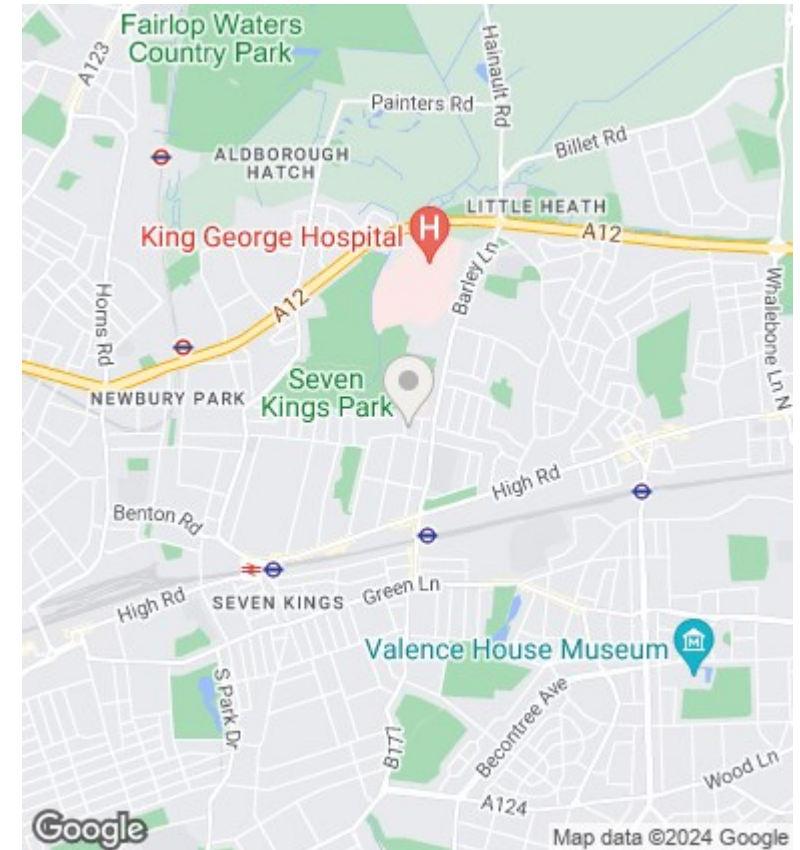 Fairlop Waters
Country Park
A123
Hainault Rd
Painters Rd
Billet Rd
ALDBOROUGH
HATCH
LITTLE HEATH
King George Hospital
H
A12
Barley Ln
A12
Horns Rd
Whalebone Ln N
Seven
Kings Park
NEWBURY PARK
High Rd
Benton Rd
SEVEN KINGS
Green Ln
High Rd
Valence House Museum
M
S Park Dr
Becontree Ave
B177
Wood Ln
A124
Google
Map data ©2024 Google